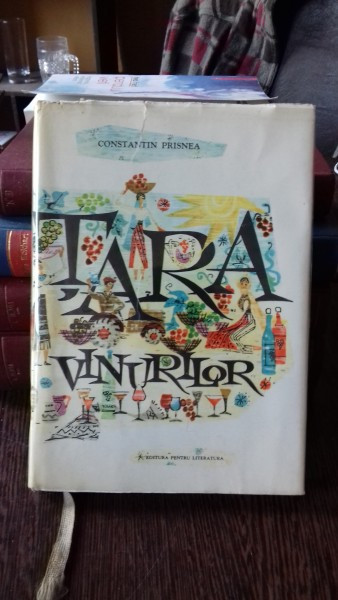 CONSTANTIN PRISNEA
ȚARA
VINURILOR
EDITURA PENTRU LITERATURĂ